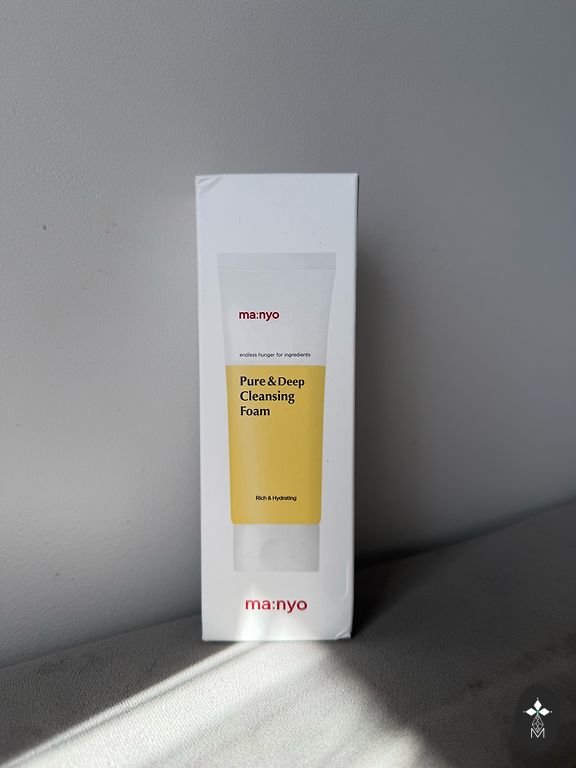 ma:nyo
endless hunger for ingredients
Pure & Deep
Cleansing
Foam
Rich & Hydrating
ma:nyo